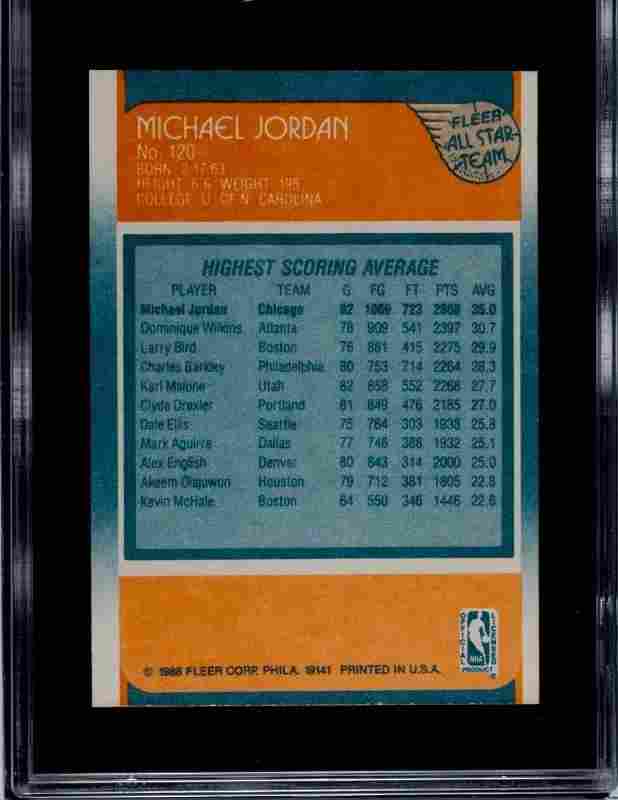 MICHAEL JORDAN
No. 120
BORN: 2-17-63
HEIGHT: 6-6 WEIGHT: 195
COLLEGE: U. OF N. CAROLINA
FLEER
ALL STAR
TEAM
HIGHEST SCORING AVERAGE
PLAYER TEAM G FG FT PTS AVG
Michael Jordan Chicago 82 1069 723 2868 35.0
Dominique Wilkins Atlanta 78 909 541 2397 30.7
Larry Bird Boston 76 881 415 2275 29.9
Charles Barkley Philadelphia 80 753 714 2264 28.3
Karl Malone Utah 82 858 552 2268 27.7
Clyde Drexler Portland 81 849 476 2185 27.0
Dale Ellis Seattle 75 764 303 1938 25.8
Mark Aguirre Dallas 77 746 388 1932 25.1
Alex English Denver 80 843 314 2000 25.0
Akeem Olajuwon Houston 79 712 381 1805 22.8
Kevin McHale Boston 64 550 346 1446 22.6
OFFICIAL
LICENSED
NBA
PRODUCT
© 1988 FLEER CORP. PHILA. 19141 PRINTED IN U.S.A.